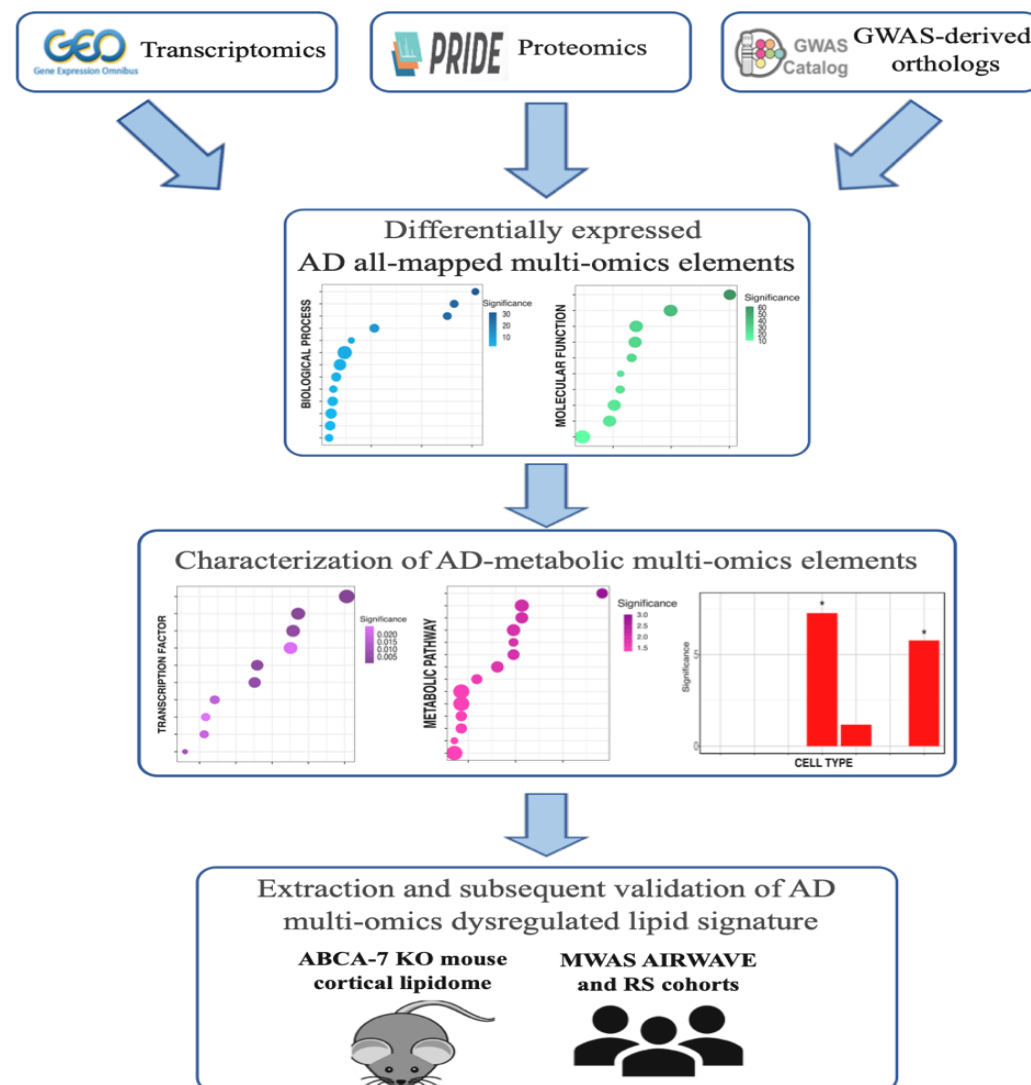 GEO
Gene Expression Omnibus
Transcriptomics
PRIDE
Proteomics
GWAS
Catalog
GWAS-derived
orthologs
Differentially expressed
AD all-mapped multi-omics elements
BIOLOGICAL PROCESS
Significance
30
20
10
MOLECULAR FUNCTION
Significance
60
50
40
30
20
10
Characterization of AD-metabolic multi-omics elements
TRANSCRIPTION FACTOR
Significance
0.020
0.015
0.010
0.005
METABOLIC PATHWAY
Significance
3.0
2.5
2.0
1.5
Significance
5
0
*
*
CELL TYPE
Extraction and subsequent validation of AD
multi-omics dysregulated lipid signature
ABCA-7 KO mouse
cortical lipidome
MWAS AIRWAVE
and RS cohorts